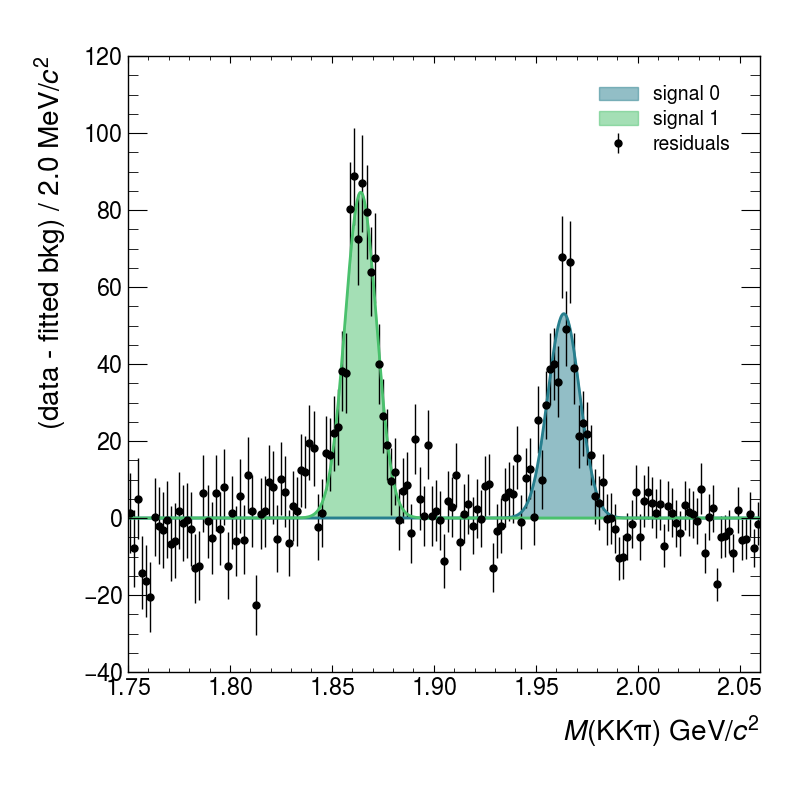 (data - fitted bkg) / 2.0 MeV/c²
120
100
80
60
40
20
0
−20
−40
signal 0
signal 1
residuals
1.75 1.80 1.85 1.90 1.95 2.00 2.05
M(KKπ) GeV/c²